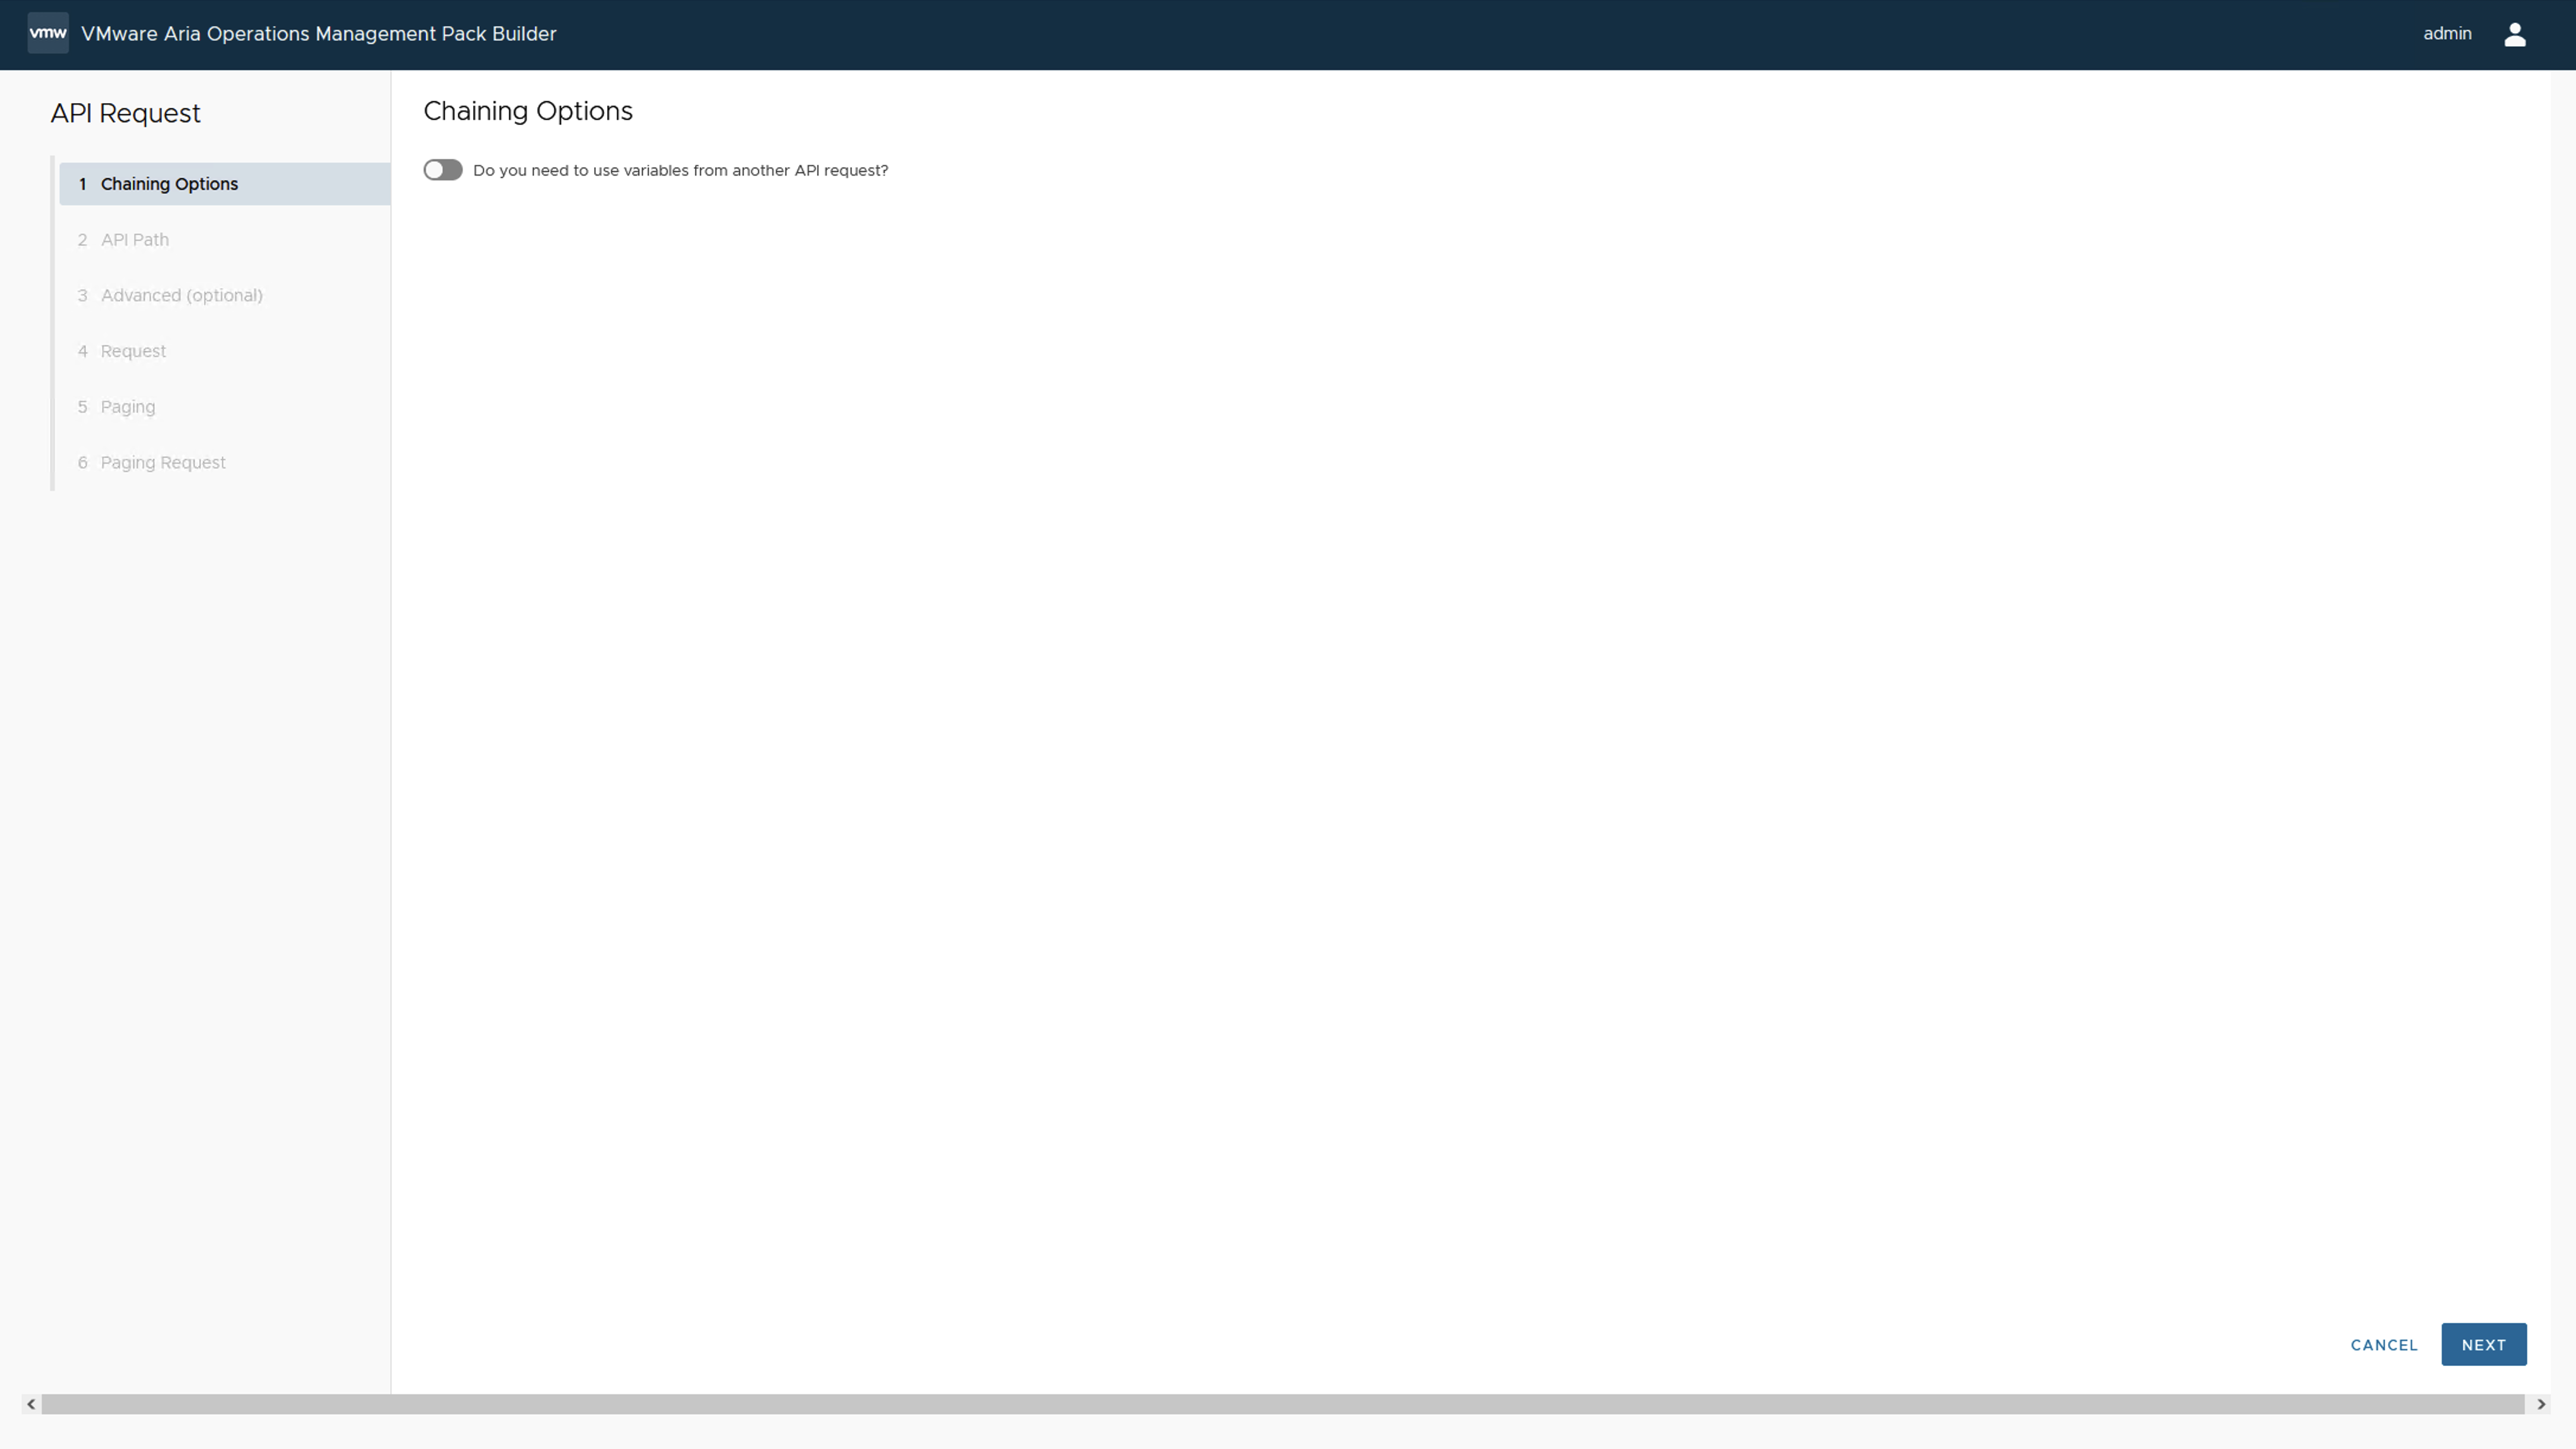 vmw VMware Aria Operations Management Pack Builder
admin
API Request
1 Chaining Options
2 API Path
3 Advanced (optional)
4 Request
5 Paging
6 Paging Request
Chaining Options
Do you need to use variables from another API request?
CANCEL
NEXT